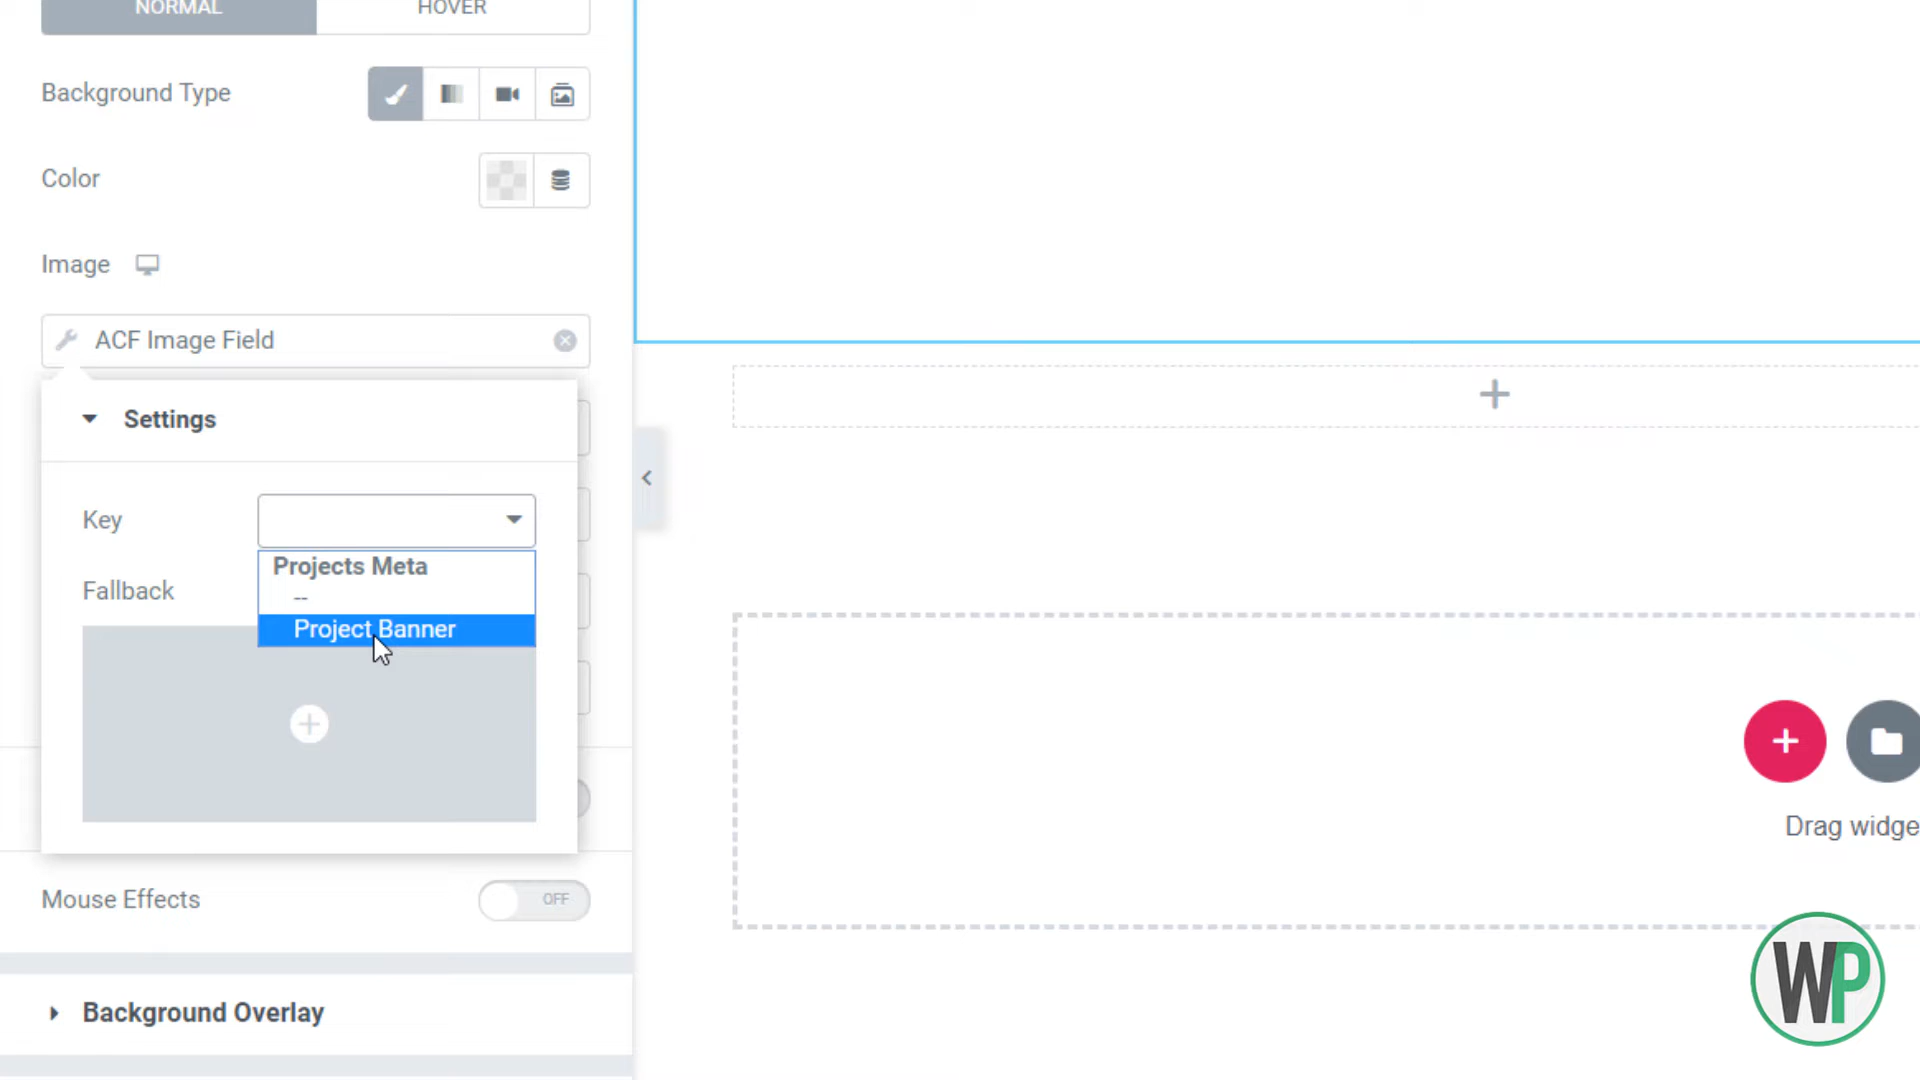 NORMAL
HOVER
Background Type
Color
Image
ACF Image Field
Settings
Key
Projects Meta
--
Fallback
Project Banner
Drag widge
Mouse Effects
OFF
Background Overlay
WP